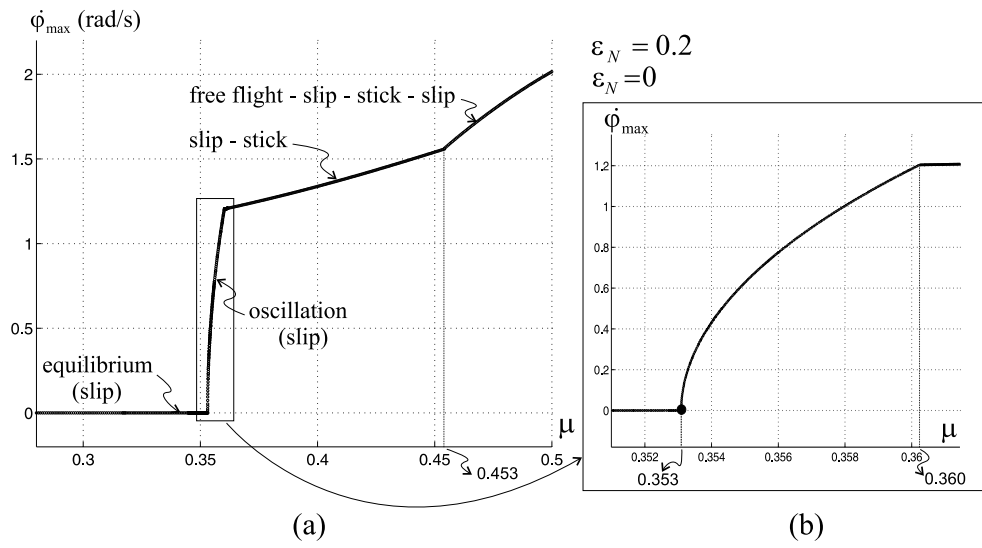 φ̇max (rad/s)
2
1.5
1
0.5
0
0.3
0.35
0.4
0.45
0.5
μ
0.453
free flight - slip - stick - slip
slip - stick
oscillation
(slip)
equilibrium
(slip)
(a)
εN = 0.2
εN =0
φ̇max
1,2
1
0.8
0.6
0.4
0,2
0
0.352
0.354
0.356
0.358
0.36
μ
0.353
0.360
(b)